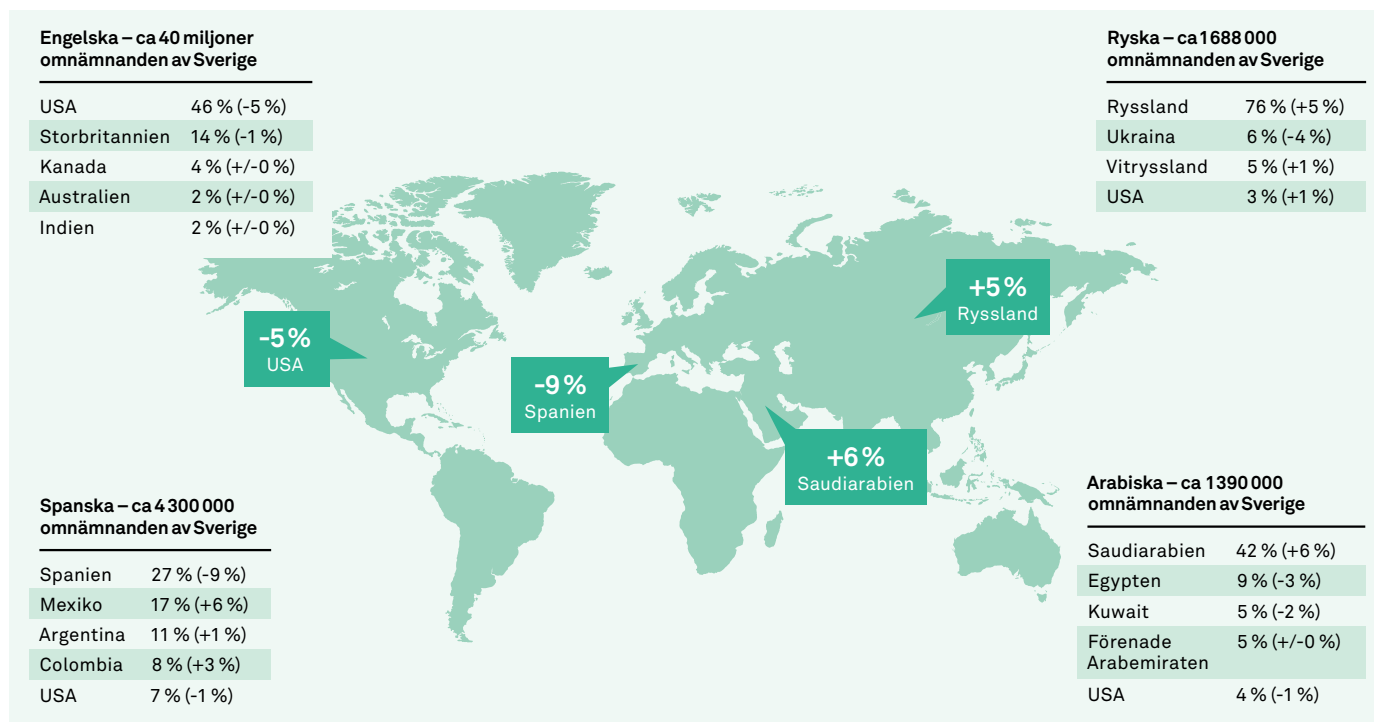 Engelska – ca 40 miljoner
omnämnanden av Sverige
USA 46 % (-5 %)
Storbritannien 14 % (-1 %)
Kanada 4 % (+/-0 %)
Australien 2 % (+/-0 %)
Indien 2 % (+/-0 %)
Ryska – ca 1 688 000
omnämnanden av Sverige
Ryssland 76 % (+5 %)
Ukraina 6 % (-4 %)
Vitryssland 5 % (+1 %)
USA 3 % (+1 %)
-5 %
USA
-9 %
Spanien
+5 %
Ryssland
+6 %
Saudiarabien
Spanska – ca 4 300 000
omnämnanden av Sverige
Spanien 27 % (-9 %)
Mexiko 17 % (+6 %)
Argentina 11 % (+1 %)
Colombia 8 % (+3 %)
USA 7 % (-1 %)
Arabiska – ca 1 390 000
omnämnanden av Sverige
Saudiarabien 42 % (+6 %)
Egypten 9 % (-3 %)
Kuwait 5 % (-2 %)
Förenade 5 % (+/-0 %)
Arabemiraten
USA 4 % (-1 %)